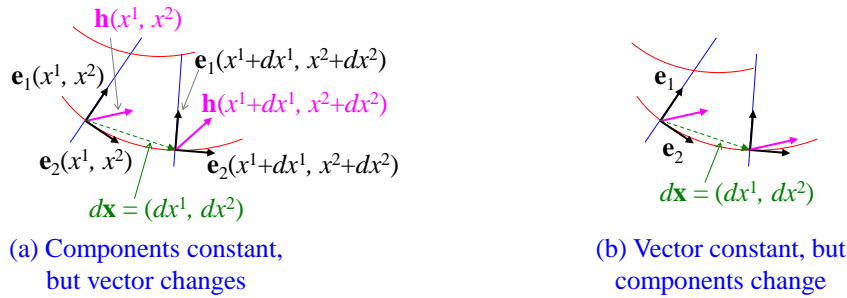 h(x¹, x²)
e₁(x¹+dx¹, x²+dx²)
e₁(x¹, x²)
h(x¹+dx¹, x²+dx²)
e₂(x¹, x²)
e₂(x¹+dx¹, x²+dx²)
dx = (dx¹, dx²)
(a) Components constant,
but vector changes
e₁
e₂
dx = (dx¹, dx²)
(b) Vector constant, but
components change